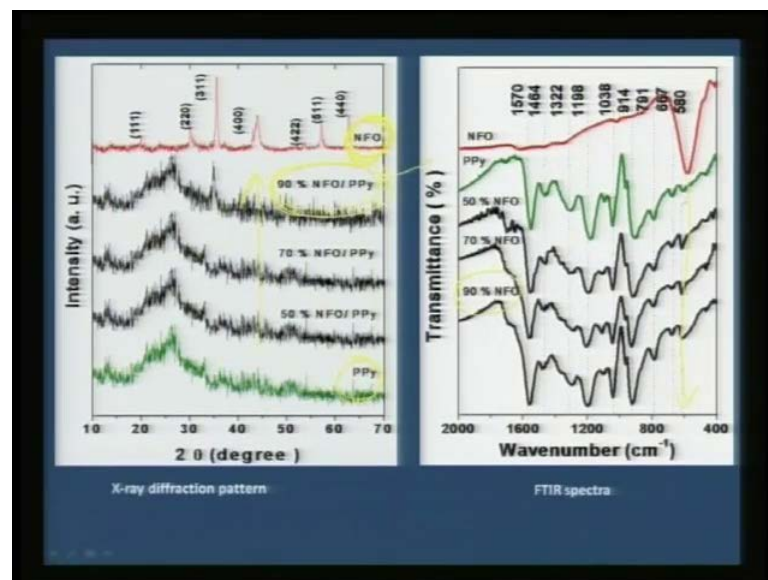 (111)
(220)
(311)
(400)
(422)
(511)
(440)
NFO
90 % NFO/ PPy
70 % NFO/ PPy
50 % NFO/ PPy
PPy
Intensity (a. u.)
10 20 30 40 50 60 70
2 θ (degree )
X-ray diffraction pattern
1570
1464
1322
1198
1038
914
791
667
580
NFO
PPy
50 % NFO
70 % NFO
90 % NFO
Transmittance ( % )
2000 1600 1200 800 400
Wavenumber (cm⁻¹)
FTIR spectra